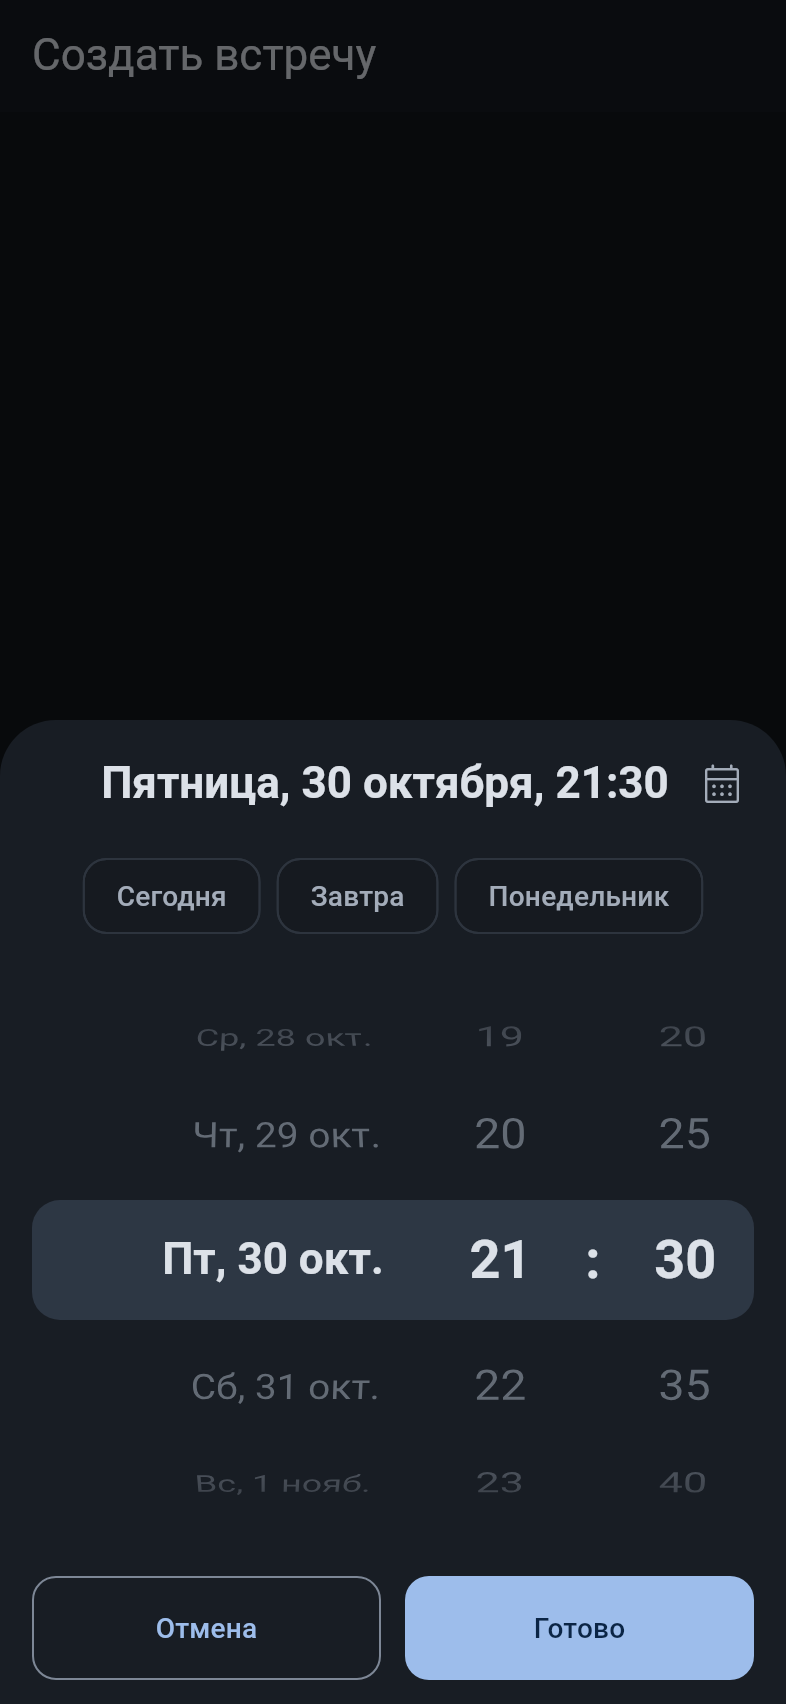 Создать встречу
Пятница, 30 октября, 21:30
Сегодня Завтра Понедельник
Ср, 28 окт. 19 20
Чт, 29 окт. 20 25
Пт, 30 окт. 21 : 30
Сб, 31 окт. 22 35
Вс, 1 нояб. 23 40
Отмена Готово